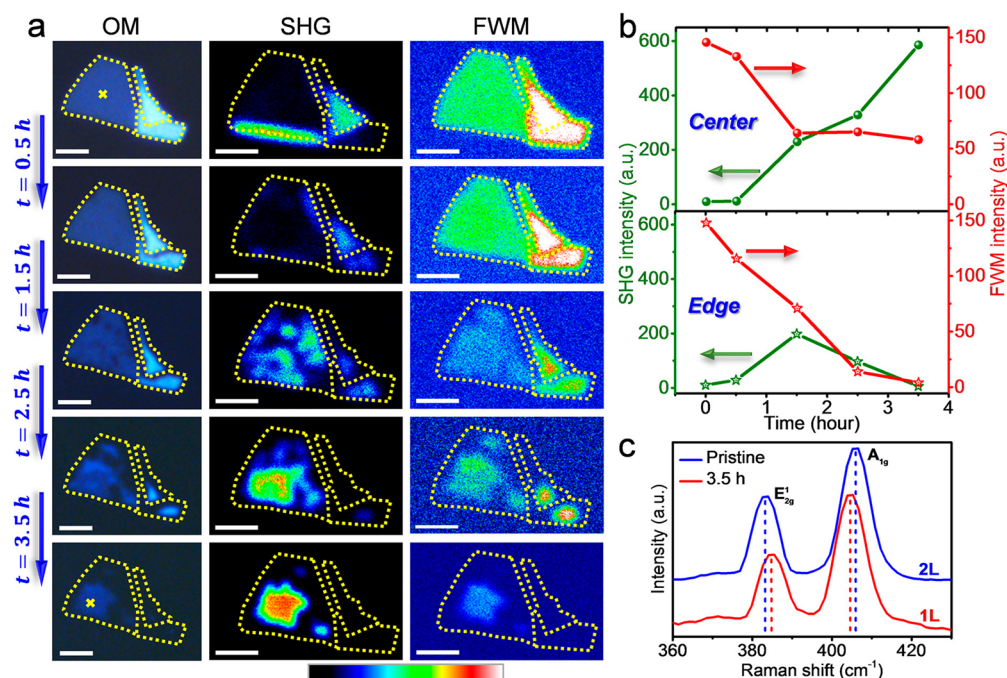 a
OM SHG FWM
t = 0.5 h
t = 1.5 h
t = 2.5 h
t = 3.5 h
b
600
400
200
0
SHG intensity (a.u.)
Center
150
100
50
0
FWM intensity (a.u.)
600
400
200
0
Edge
150
100
50
0
0 1 2 3 4
Time (hour)
c
Pristine
3.5 h
E¹2g
A1g
2L
1L
Intensity (a.u.)
360 380 400 420
Raman shift (cm⁻¹)